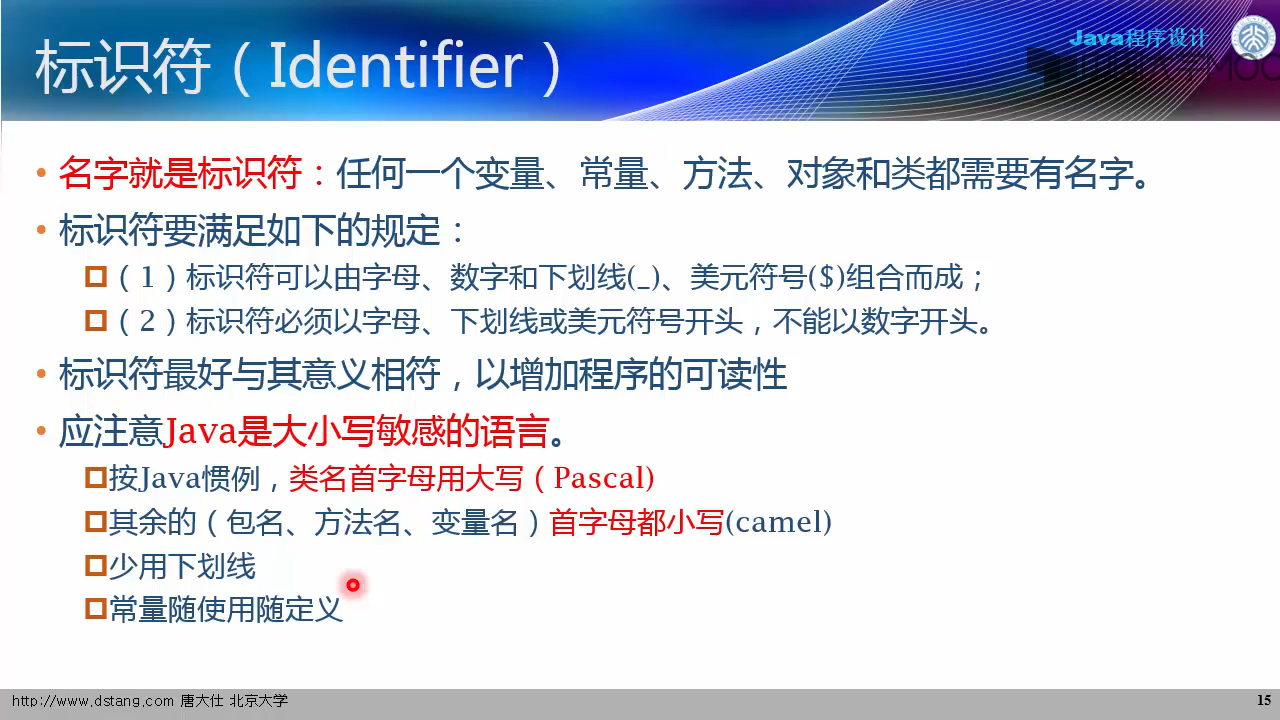 标识符（Identifier）
Java程序设计
名字就是标识符：任何一个变量、常量、方法、对象和类都需要有名字。
标识符要满足如下的规定：
（1）标识符可以由字母、数字和下划线(_)、美元符号($)组合而成；
（2）标识符必须以字母、下划线或美元符号开头，不能以数字开头。
标识符最好与其意义相符，以增加程序的可读性
应注意Java是大小写敏感的语言。
按Java惯例，类名首字母用大写（Pascal)
其余的（包名、方法名、变量名）首字母都小写(camel)
少用下划线
常量随使用随定义
http://www.dstang.com 唐大仕 北京大学
15